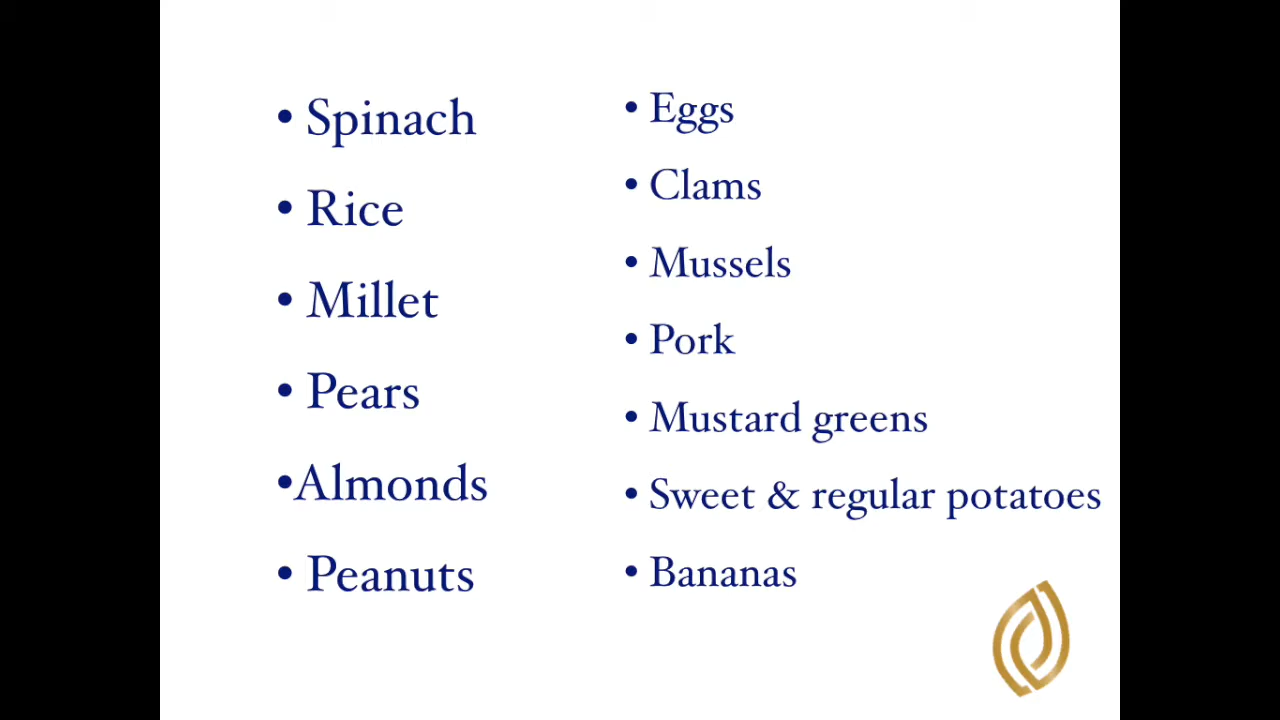 • Spinach
• Rice
• Millet
• Pears
•Almonds
• Peanuts
• Eggs
• Clams
• Mussels
• Pork
• Mustard greens
• Sweet & regular potatoes
• Bananas